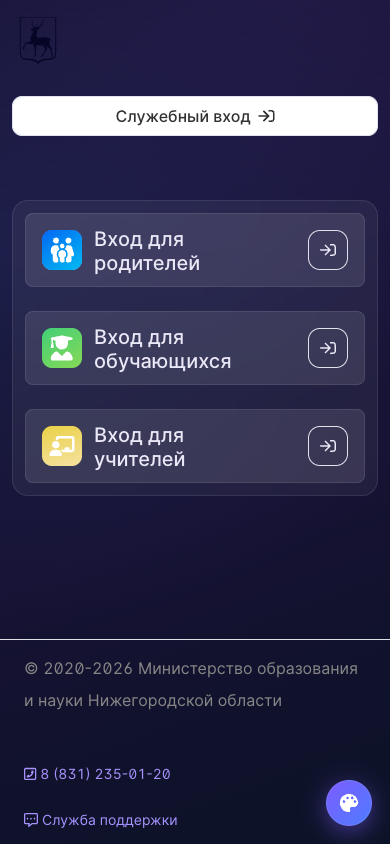 Служебный вход
Вход для
родителей
Вход для
обучающихся
Вход для
учителей
© 2020-2026 Министерство образования
и науки Нижегородской области
8 (831) 235-01-20
Служба поддержки